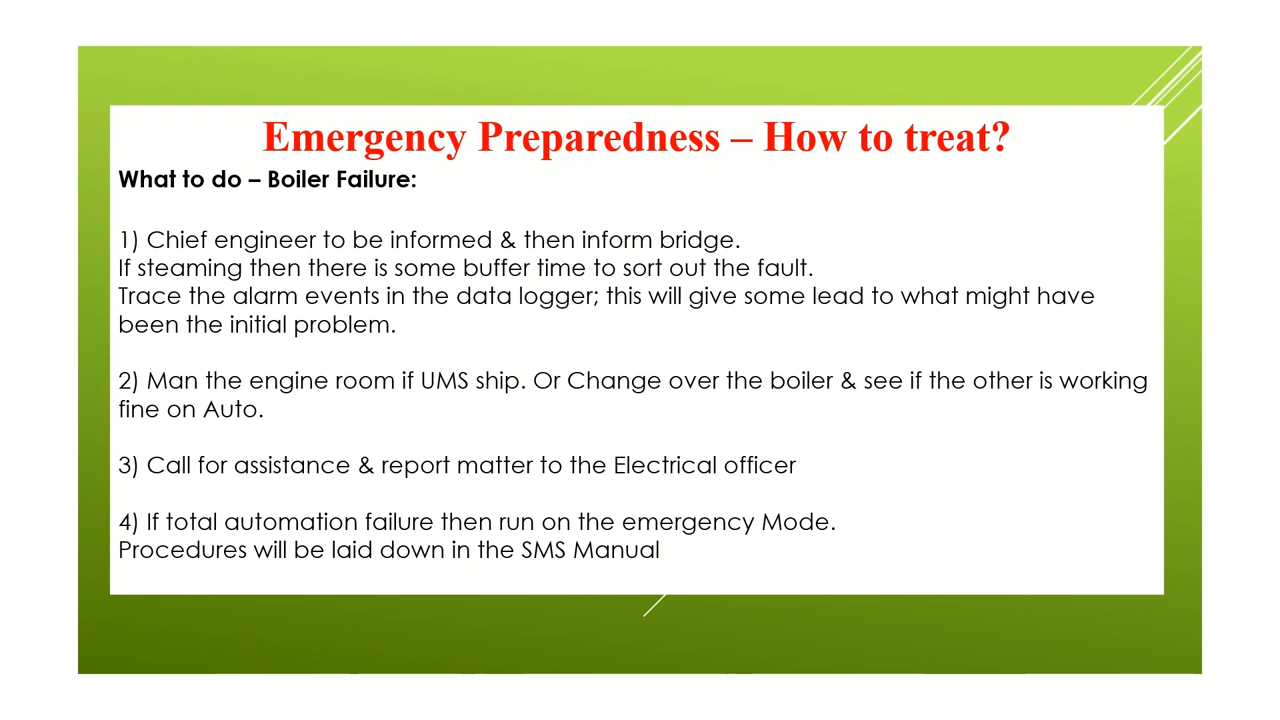 Emergency Preparedness – How to treat?
What to do – Boiler Failure:
1) Chief engineer to be informed & then inform bridge.
If steaming then there is some buffer time to sort out the fault.
Trace the alarm events in the data logger; this will give some lead to what might have
been the initial problem.
2) Man the engine room if UMS ship. Or Change over the boiler & see if the other is working
fine on Auto.
3) Call for assistance & report matter to the Electrical officer
4) If total automation failure then run on the emergency Mode.
Procedures will be laid down in the SMS Manual